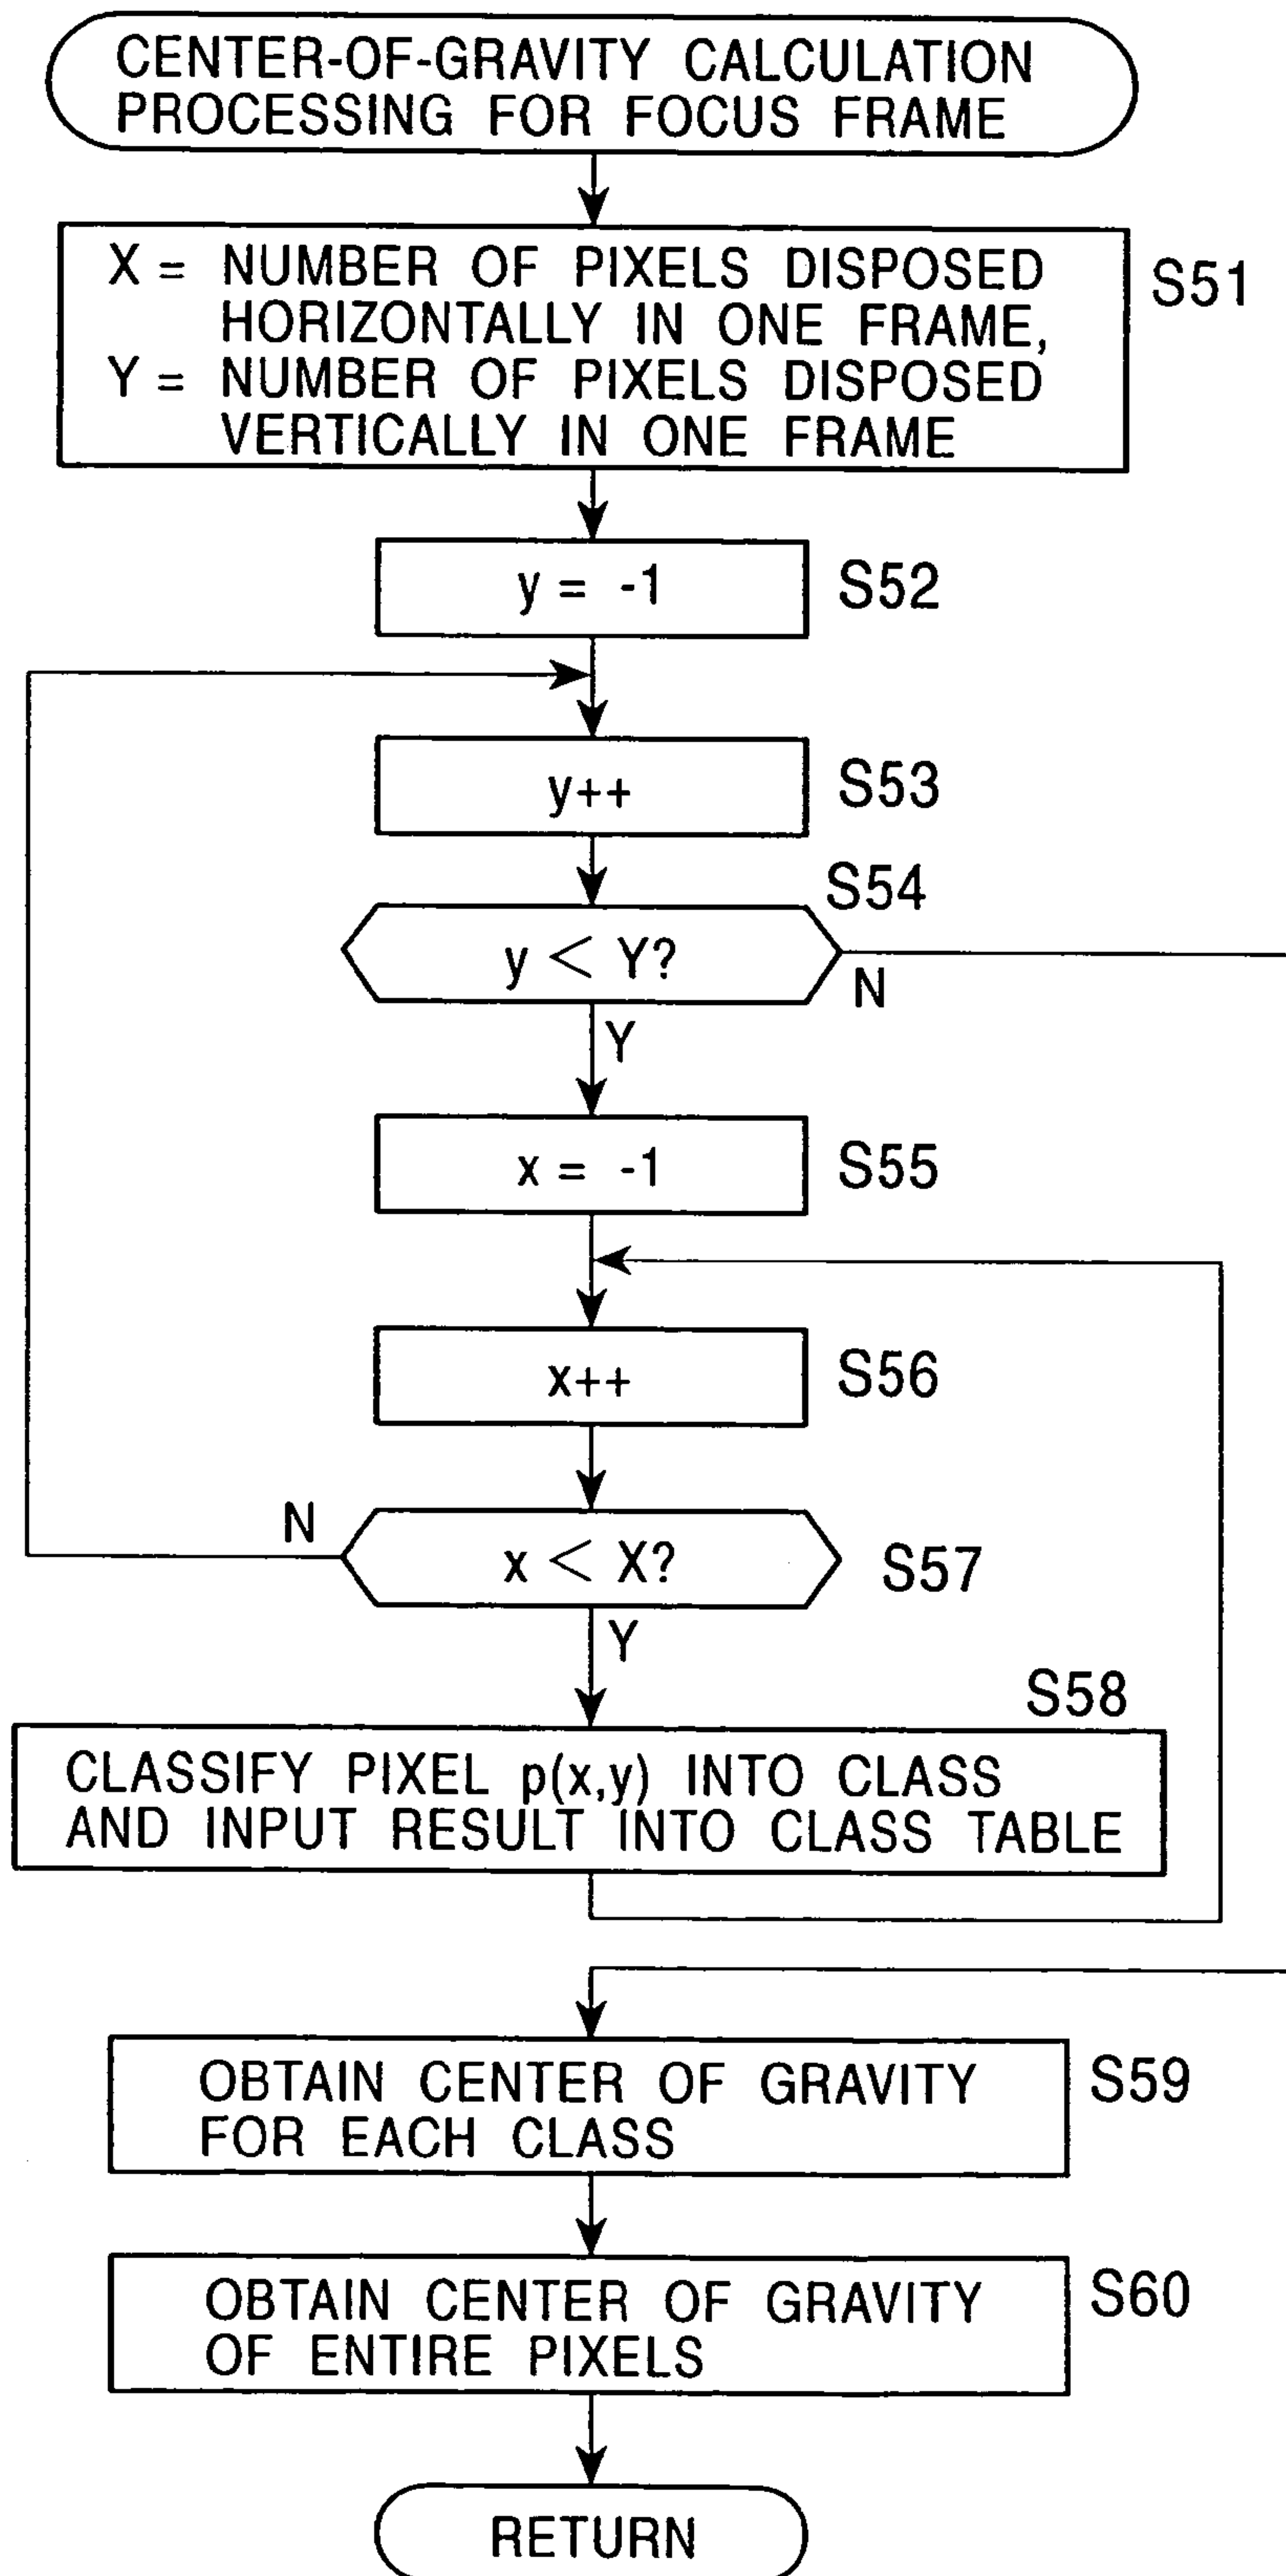 CENTER-OF-GRAVITY CALCULATION
PROCESSING FOR FOCUS FRAME
X = NUMBER OF PIXELS DISPOSED
HORIZONTALLY IN ONE FRAME,
Y = NUMBER OF PIXELS DISPOSED
VERTICALLY IN ONE FRAME
S51
y = -1
S52
y++
S53
S54
y < Y?
N
Y
x = -1
S55
x++
S56
N
x < X?
S57
Y
S58
CLASSIFY PIXEL p(x,y) INTO CLASS
AND INPUT RESULT INTO CLASS TABLE
OBTAIN CENTER OF GRAVITY
FOR EACH CLASS
S59
OBTAIN CENTER OF GRAVITY
OF ENTIRE PIXELS
S60
RETURN